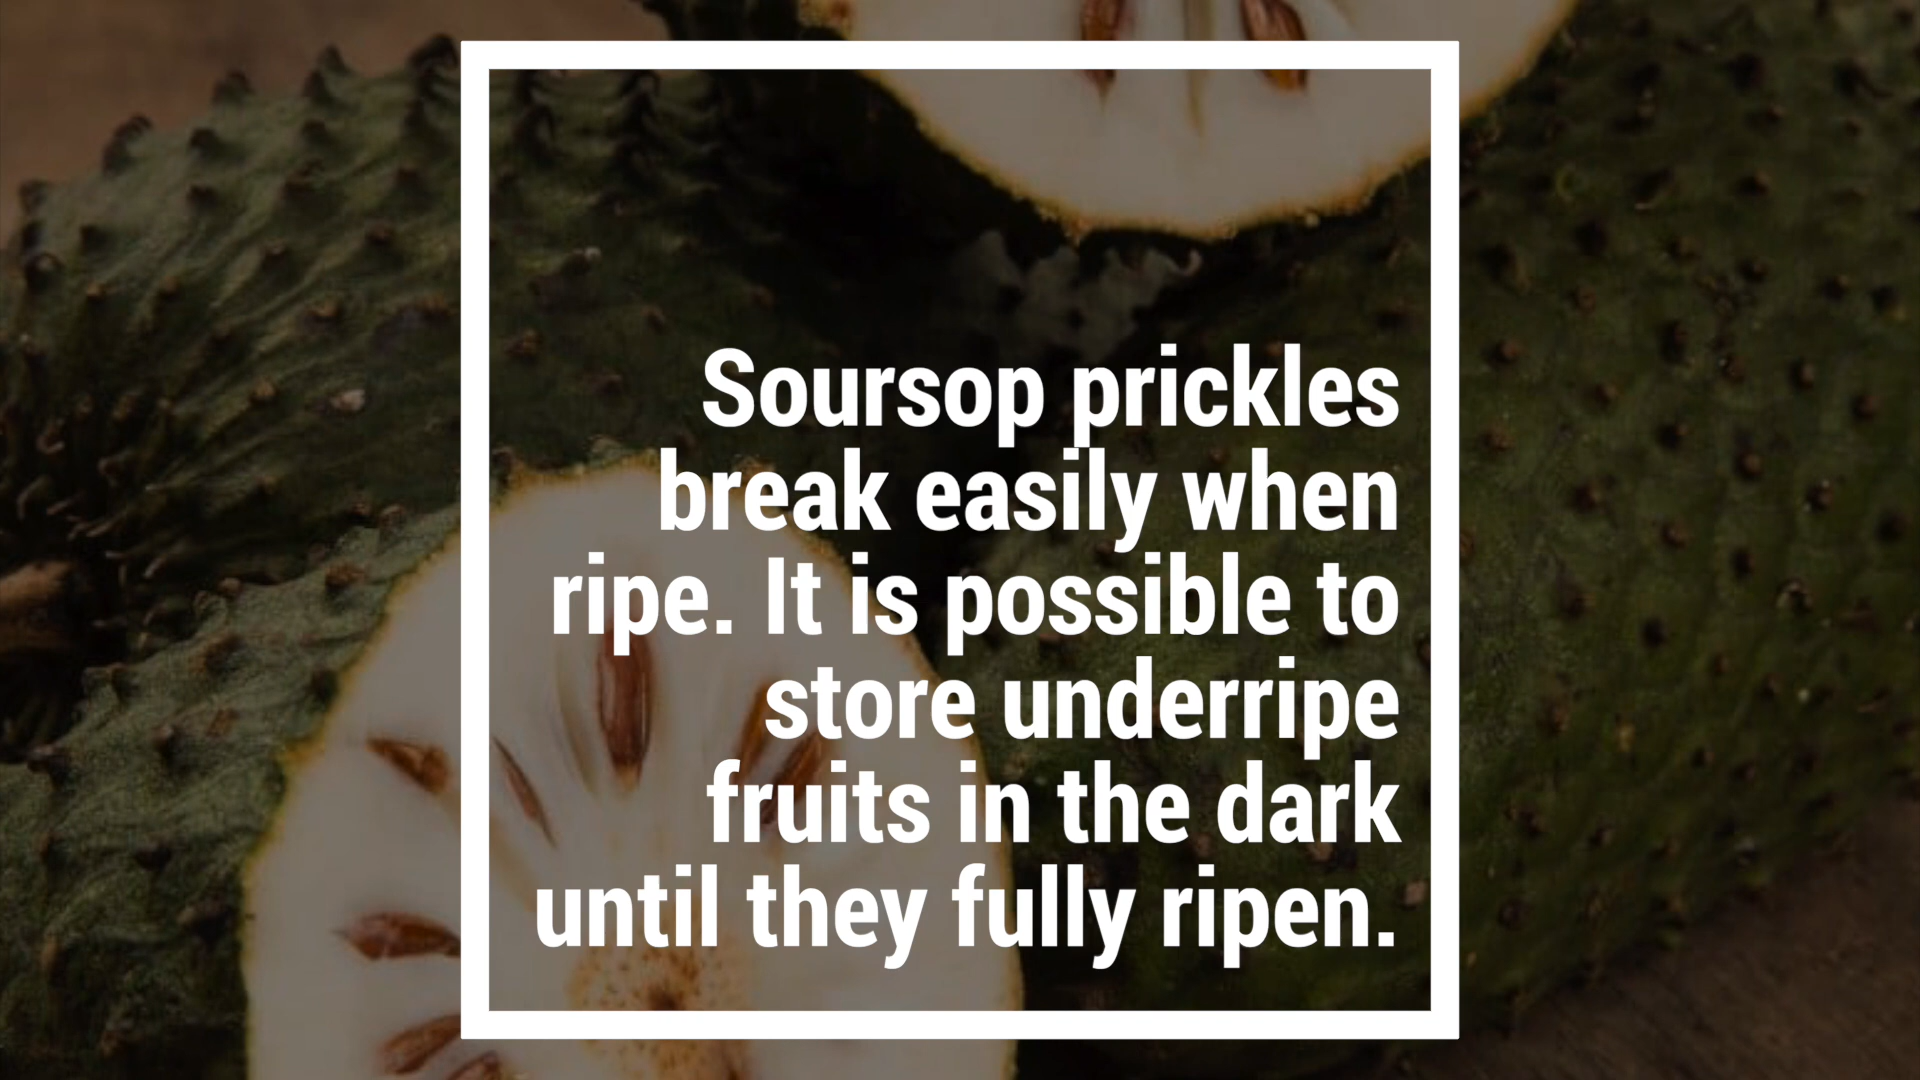 Soursop prickles
break easily when
ripe. It is possible to
store underripe
fruits in the dark
until they fully ripen.